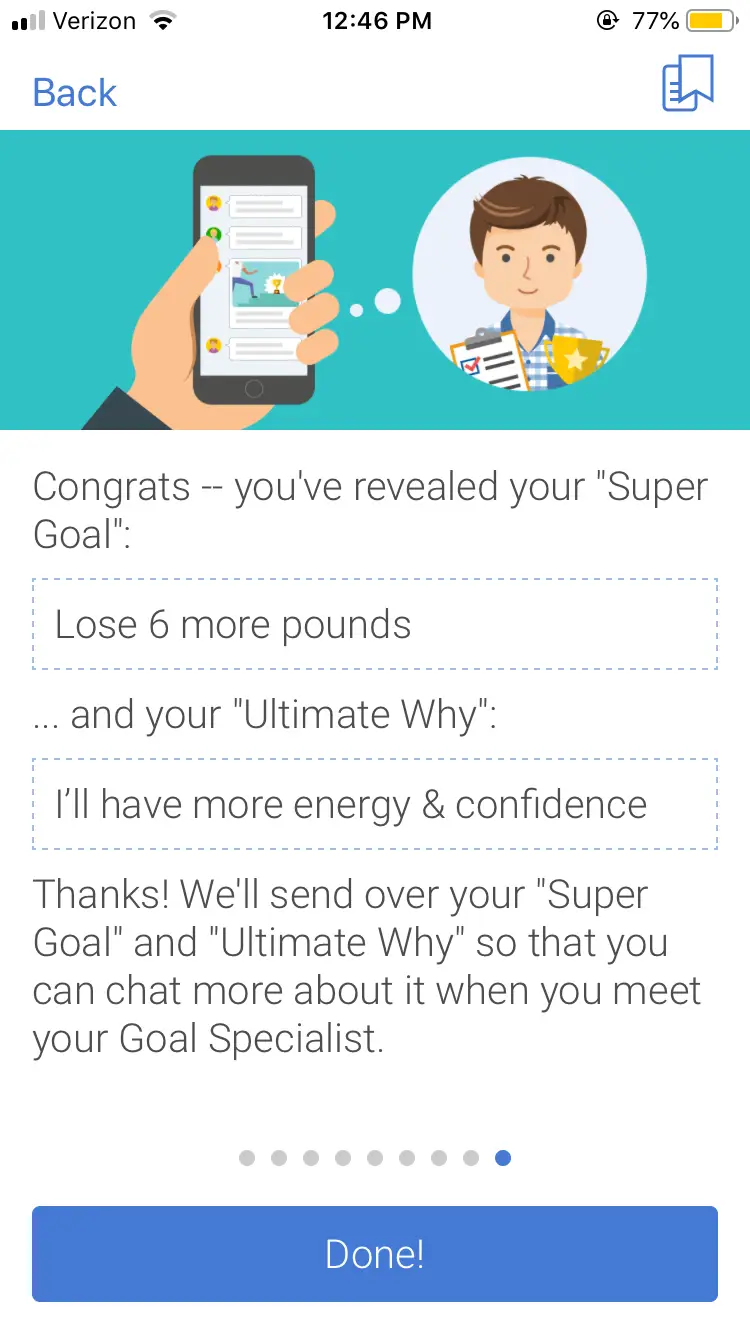 Verizon 12:46 PM 77%
Back
Congrats -- you've revealed your "Super
Goal":
Lose 6 more pounds
... and your "Ultimate Why":
I’ll have more energy & confidence
Thanks! We'll send over your "Super
Goal" and "Ultimate Why" so that you
can chat more about it when you meet
your Goal Specialist.
Done!